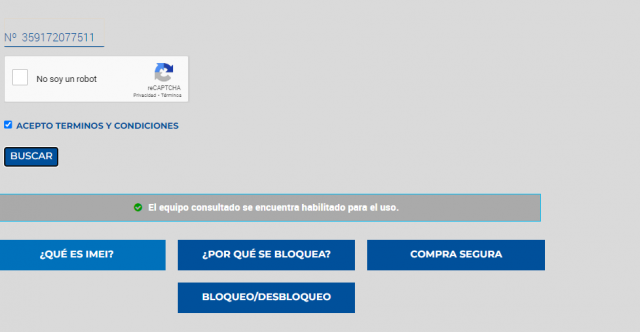 Nº 359172077511
No soy un robot
reCAPTCHA
Privacidad - Términos
ACEPTO TERMINOS Y CONDICIONES
BUSCAR
El equipo consultado se encuentra habilitado para el uso.
¿QUÉ ES IMEI?
¿POR QUÉ SE BLOQUEA?
COMPRA SEGURA
BLOQUEO/DESBLOQUEO